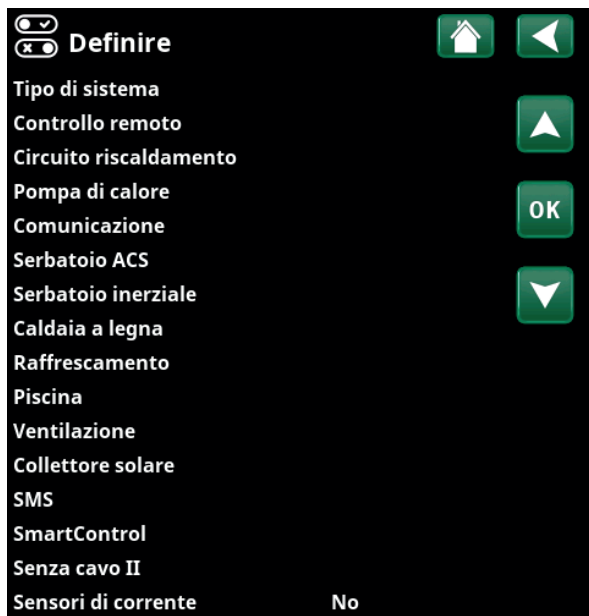 Definire
Tipo di sistema
Controllo remoto
Circuito riscaldamento
Pompa di calore
Comunicazione
OK
Serbatoio ACS
Serbatoio inerziale
Caldaia a legna
Raffrescamento
Piscina
Ventilazione
Collettore solare
SMS
SmartControl
Senza cavo II
Sensori di corrente No